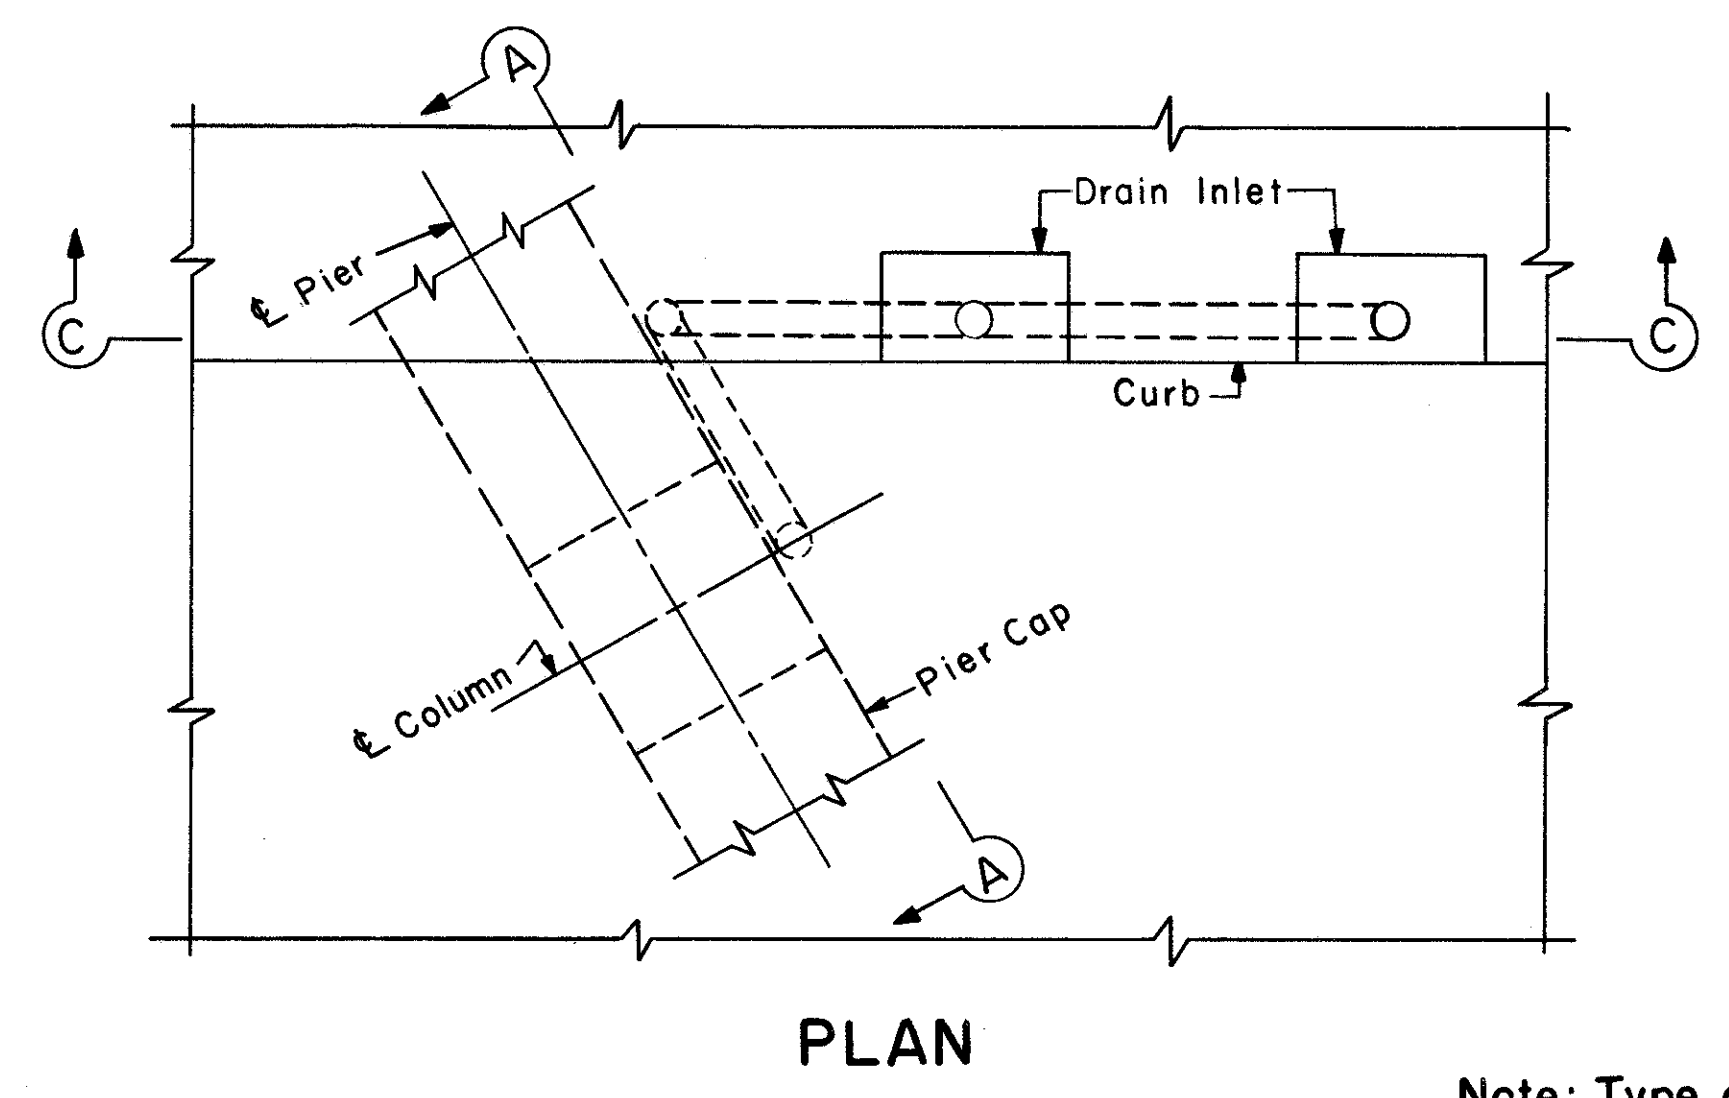 A
Drain Inlet
℄ Pier
C
C
Curb
Pier Cap
℄ Column
A
PLAN
Note: Type